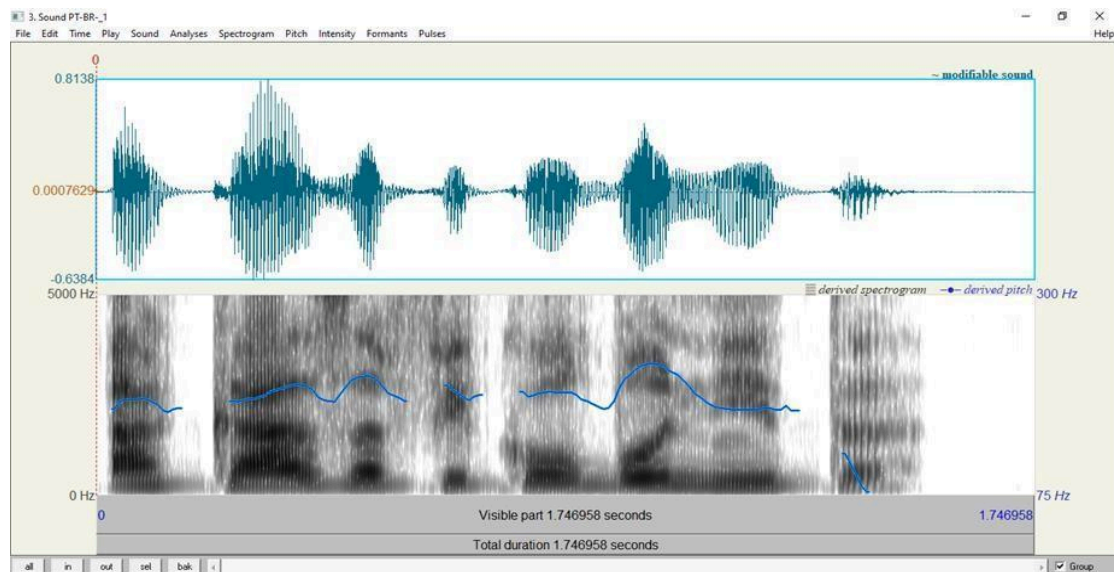 3. Sound PT-BR-_1
File Edit Time Play Sound Analyses Spectrogram Pitch Intensity Formants Pulses Help
0
0.8138
~ modifiable sound
0.0007629
-0.6384
5000 Hz
derived spectrogram derived pitch
300 Hz
0 Hz
75 Hz
0 Visible part 1.746958 seconds 1.746958
Total duration 1.746958 seconds
all in out sel bak Group